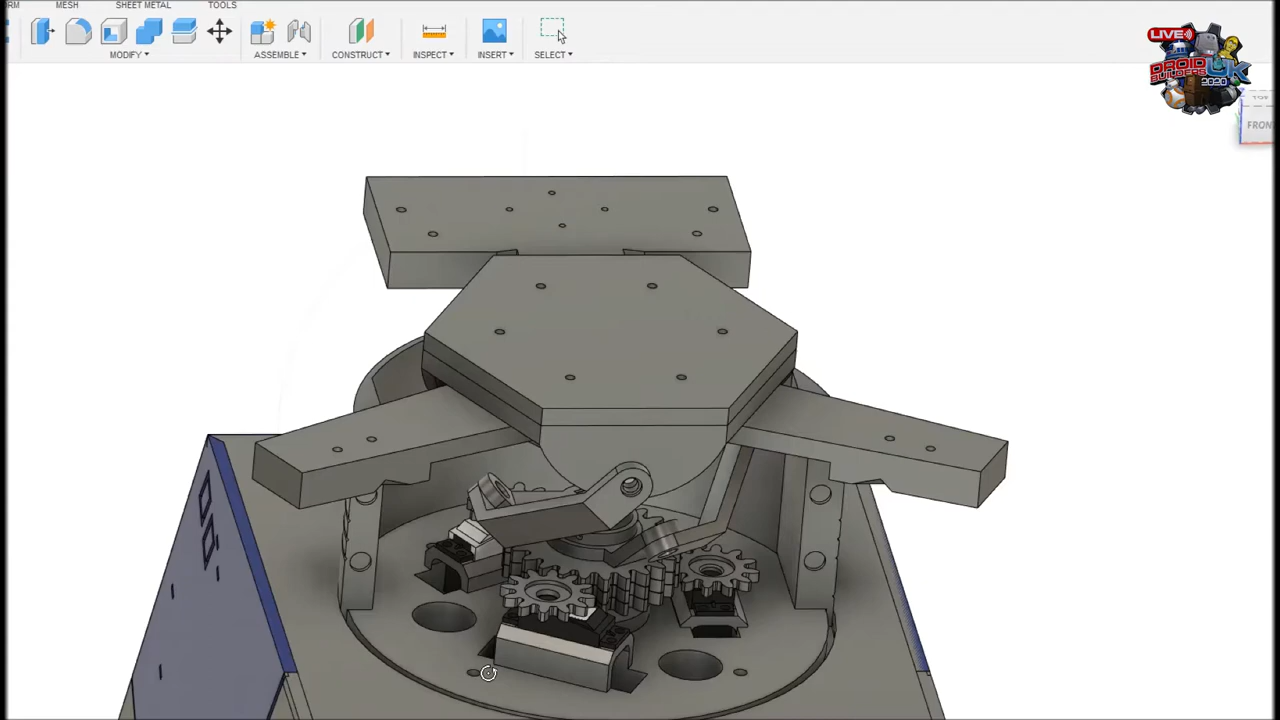 MESH
SHEET METAL
TOOLS
MODIFY
ASSEMBLE
CONSTRUCT
INSPECT
INSERT
SELECT
LIVE
DROID
BUILDERS
UK
2020
FRON